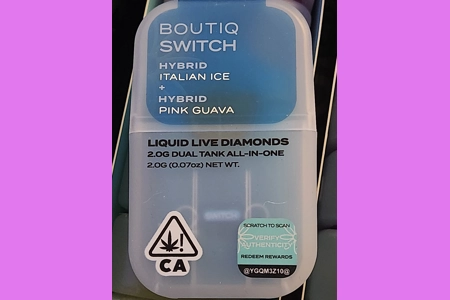 BOUTIQ
SWITCH
HYBRID
ITALIAN ICE
+
HYBRID
PINK GUAVA
LIQUID LIVE DIAMONDS
2.0G DUAL TANK ALL-IN-ONE
2.0G (0.07oz) NET WT.
CA
SCRATCH TO SCAN
VERIFY
AUTHENTICITY
REDEEM REWARDS
@YGQM3Z10@